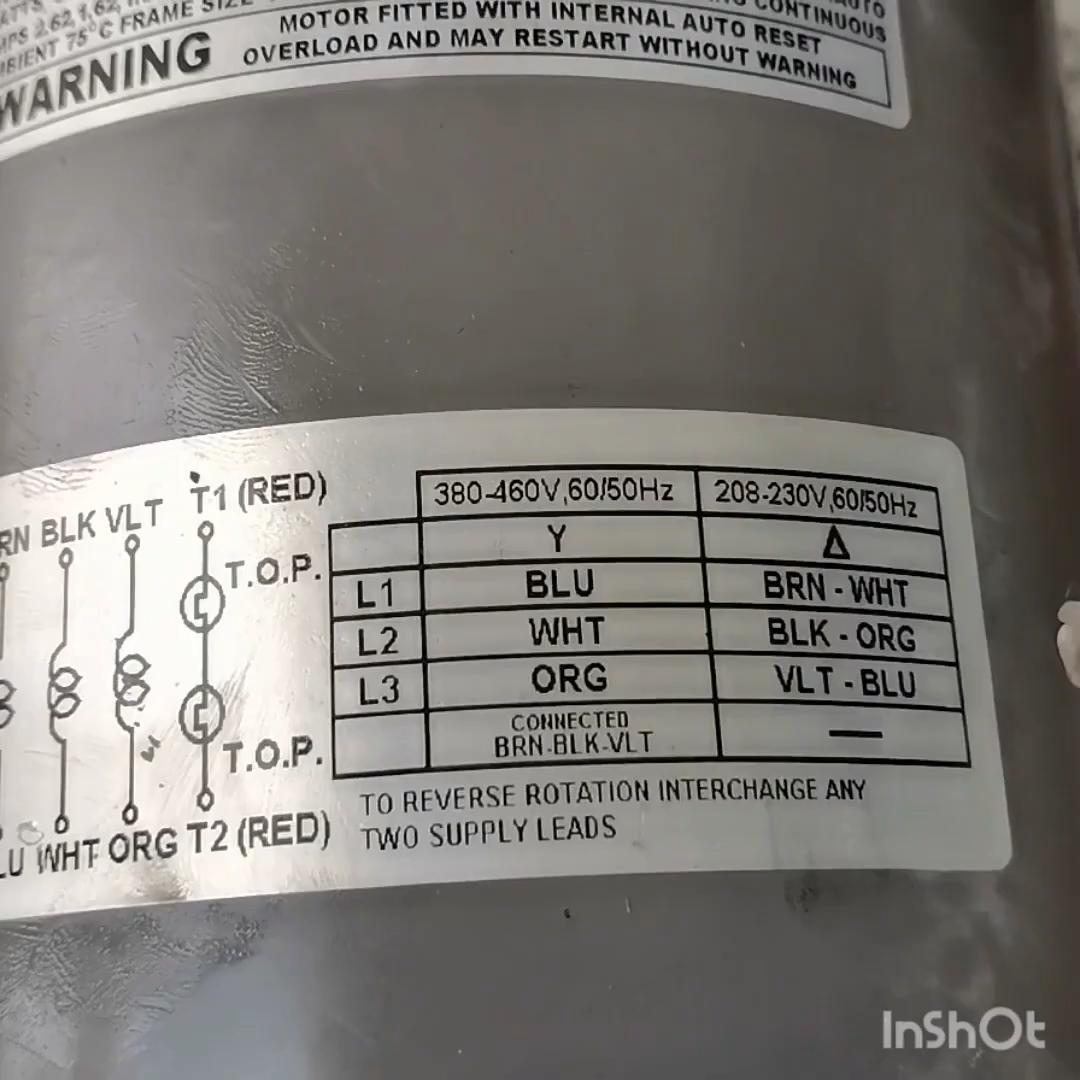 CONTINUOUS
AMBIENT 75°C FRAME SIZE
WARNING
MOTOR FITTED WITH INTERNAL AUTO RESET
OVERLOAD AND MAY RESTART WITHOUT WARNING
BLK VLT T1 (RED)
T.O.P.
T.O.P.
WHT ORG T2 (RED)
380-460V,60/50Hz 208-230V,60/50Hz
Y Δ
L1 BLU BRN - WHT
L2 WHT BLK - ORG
L3 ORG VLT - BLU
CONNECTED
BRN-BLK-VLT —
TO REVERSE ROTATION INTERCHANGE ANY
TWO SUPPLY LEADS
InShOt